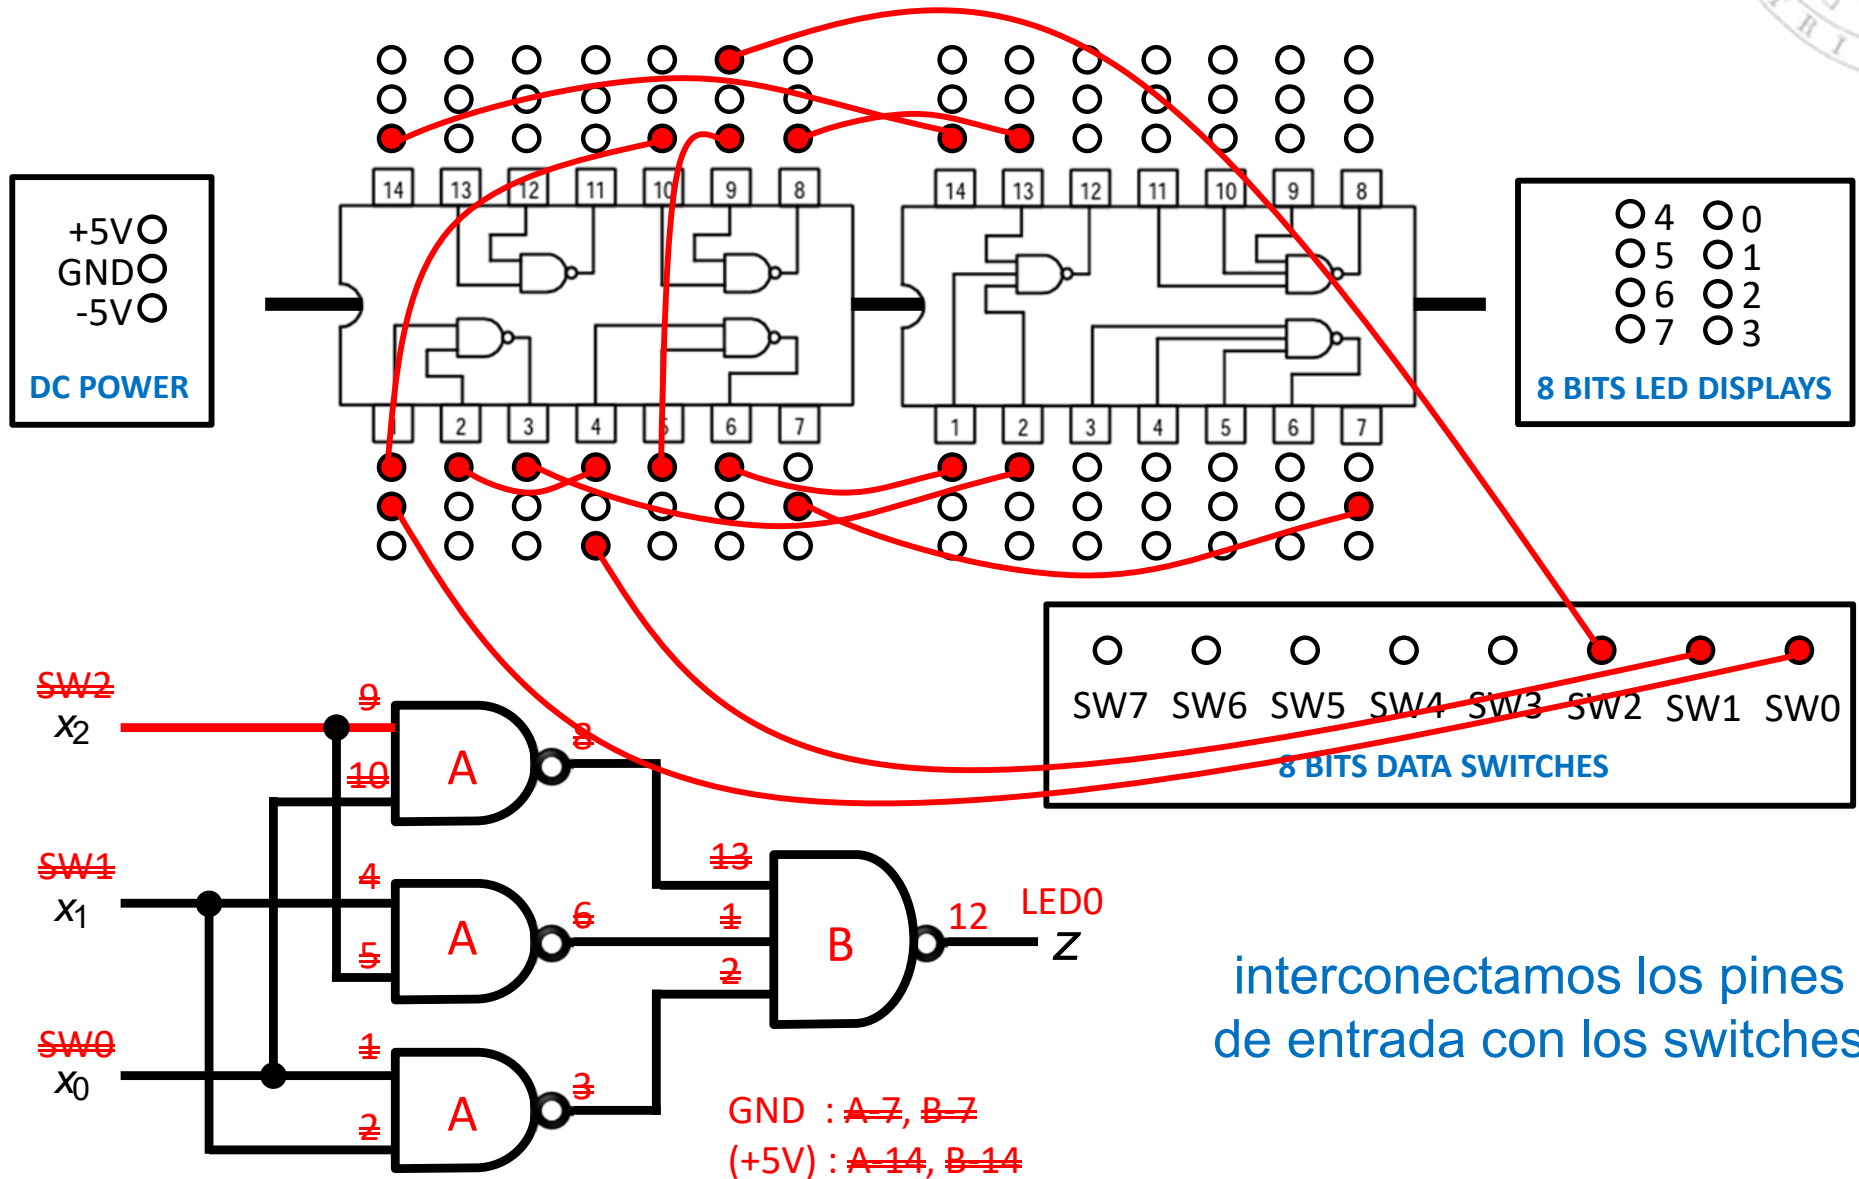 R I
14 13 12 11 10 9 8
14 13 12 11 10 9 8
+5V
GND
-5V
DC POWER
4 0
5 1
6 2
7 3
8 BITS LED DISPLAYS
1 2 3 4 5 6 7
1 2 3 4 5 6 7
SW7 SW6 SW5 SW4 SW3 SW2 SW1 SW0
8 BITS DATA SWITCHES
SW2
x2
9
10
A
8
SW1
x1
4
5
A
6
SW0
x0
1
2
A
3
13
1
2
B
12
LED0
z
GND : A-7, B-7
(+5V) : A-14, B-14
interconectamos los pines
de entrada con los switches